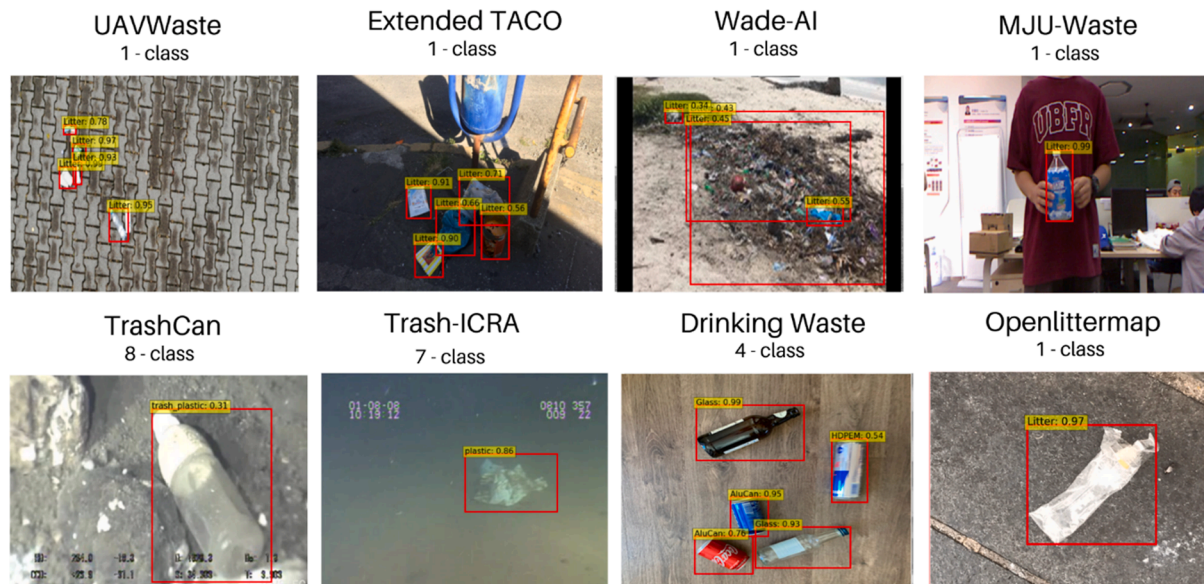 UAVWaste
1 - class
Extended TACO
1 - class
Wade-AI
1 - class
MJU-Waste
1 - class
Litter: 0.78
Litter: 0.97
Litter: 0.93
Litter: 0.95
Litter: 0.91
Litter: 0.71
Litter: 0.66
Litter: 0.56
Litter: 0.90
Litter: 0.34
0.43
Litter: 0.45
Litter: 0.55
UBFR
Litter: 0.99
TrashCan
8 - class
Trash-ICRA
7 - class
Drinking Waste
4 - class
Openlittermap
1 - class
trash_plastic: 0.31
01-08-08
10:19:12
0810 357
009 22
plastic: 0.86
Glass: 0.99
HDPEM: 0.54
AluCan: 0.95
Glass: 0.93
AluCan: 0.76
Litter: 0.97